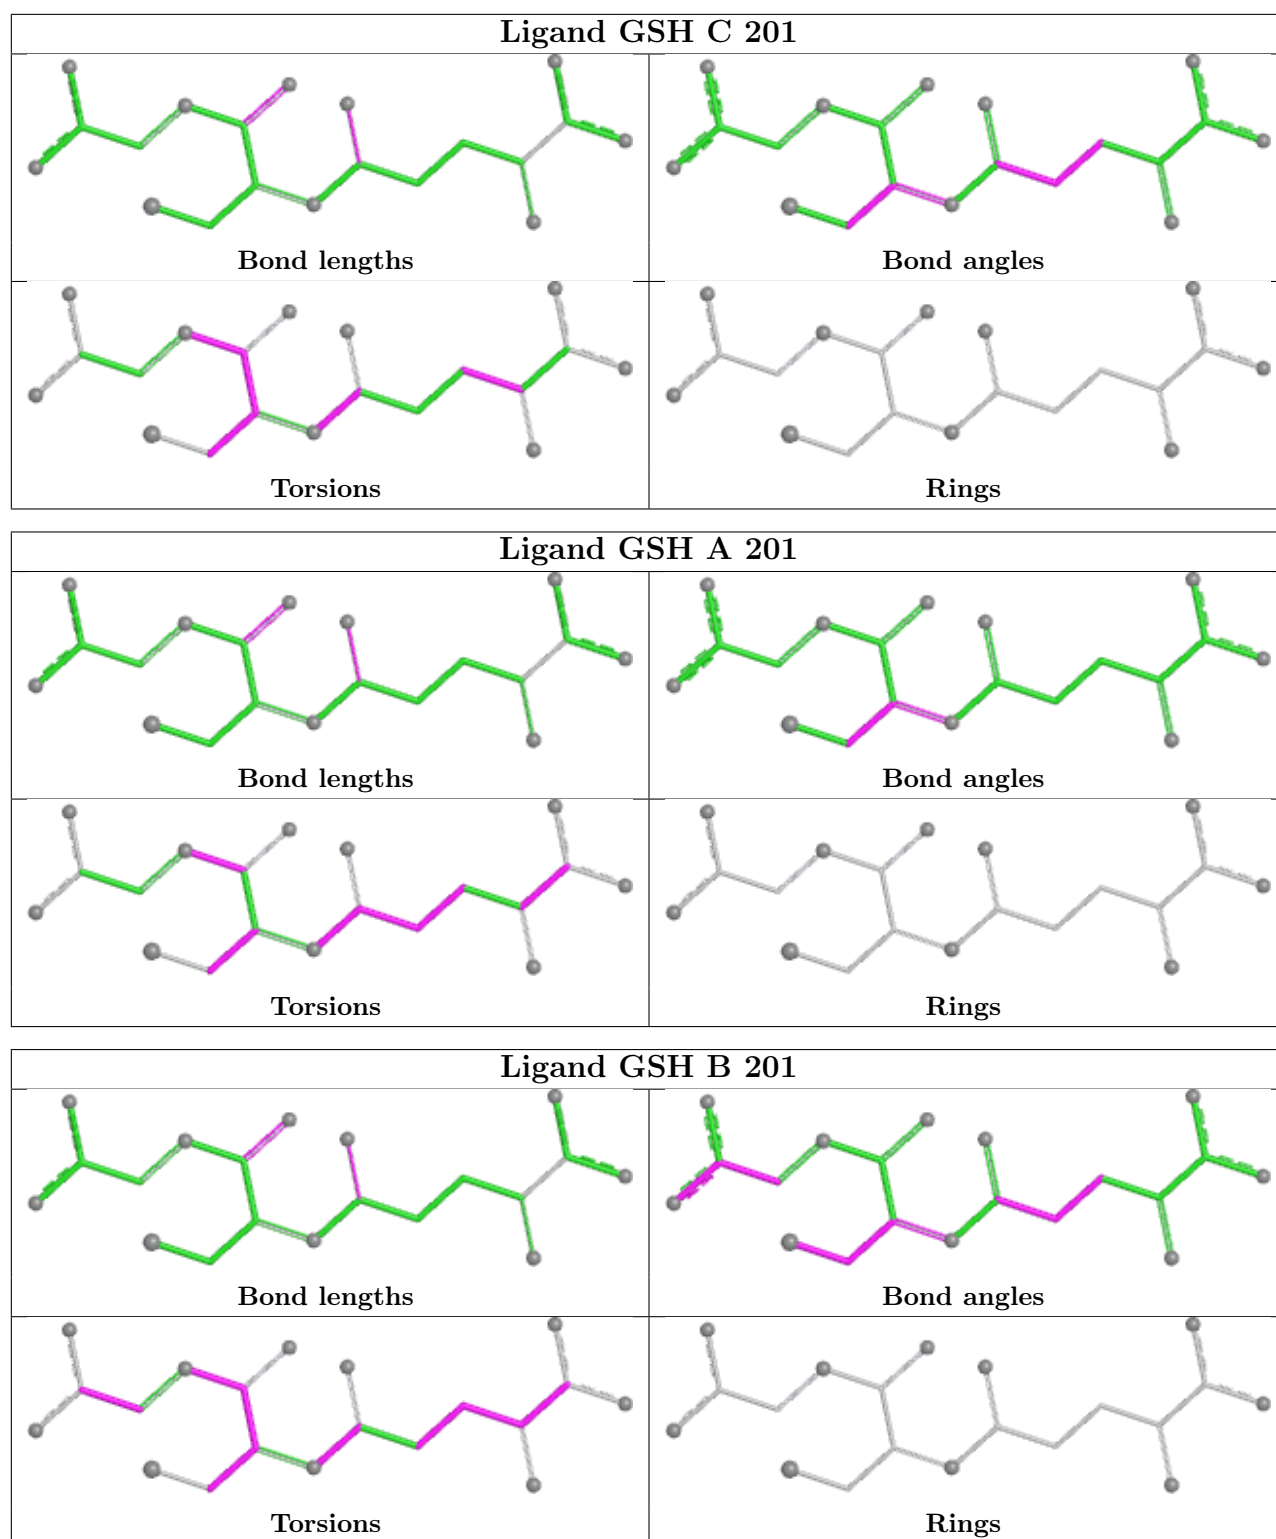 Ligand GSH C 201
Bond lengths
Bond angles
Torsions
Rings
Ligand GSH A 201
Bond lengths
Bond angles
Torsions
Rings
Ligand GSH B 201
Bond lengths
Bond angles
Torsions
Rings